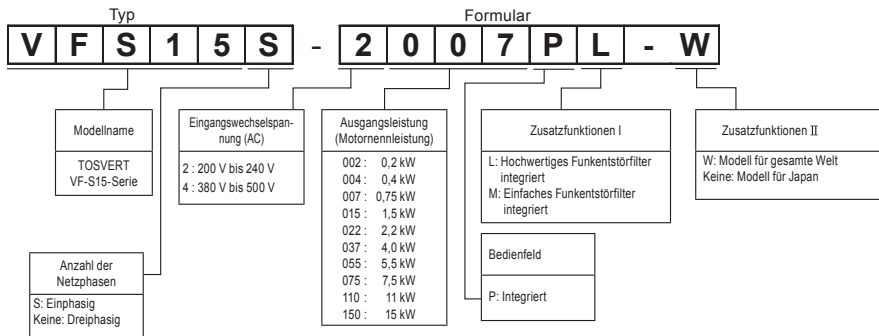 Typ
Formular
V F S 1 5 S - 2 0 0 7 P L - W
Modellname
TOSVERT
VF-S15-Serie
Anzahl der
Netzphasen
S: Einphasig
Keine: Dreiphasig
Eingangswechselspan-
nung (AC)
2 : 200 V bis 240 V
4 : 380 V bis 500 V
Ausgangsleistung
(Motornennleistung)
002 : 0,2 kW
004 : 0,4 kW
007 : 0,75 kW
015 : 1,5 kW
022 : 2,2 kW
037 : 4,0 kW
055 : 5,5 kW
075 : 7,5 kW
110 : 11 kW
150 : 15 kW
Zusatzfunktionen I
L: Hochwertiges Funkentstörfilter
integriert
M: Einfaches Funkentstörfilter
integriert
Bedienfeld
P: Integriert
Zusatzfunktionen II
W: Modell für gesamte Welt
Keine: Modell für Japan